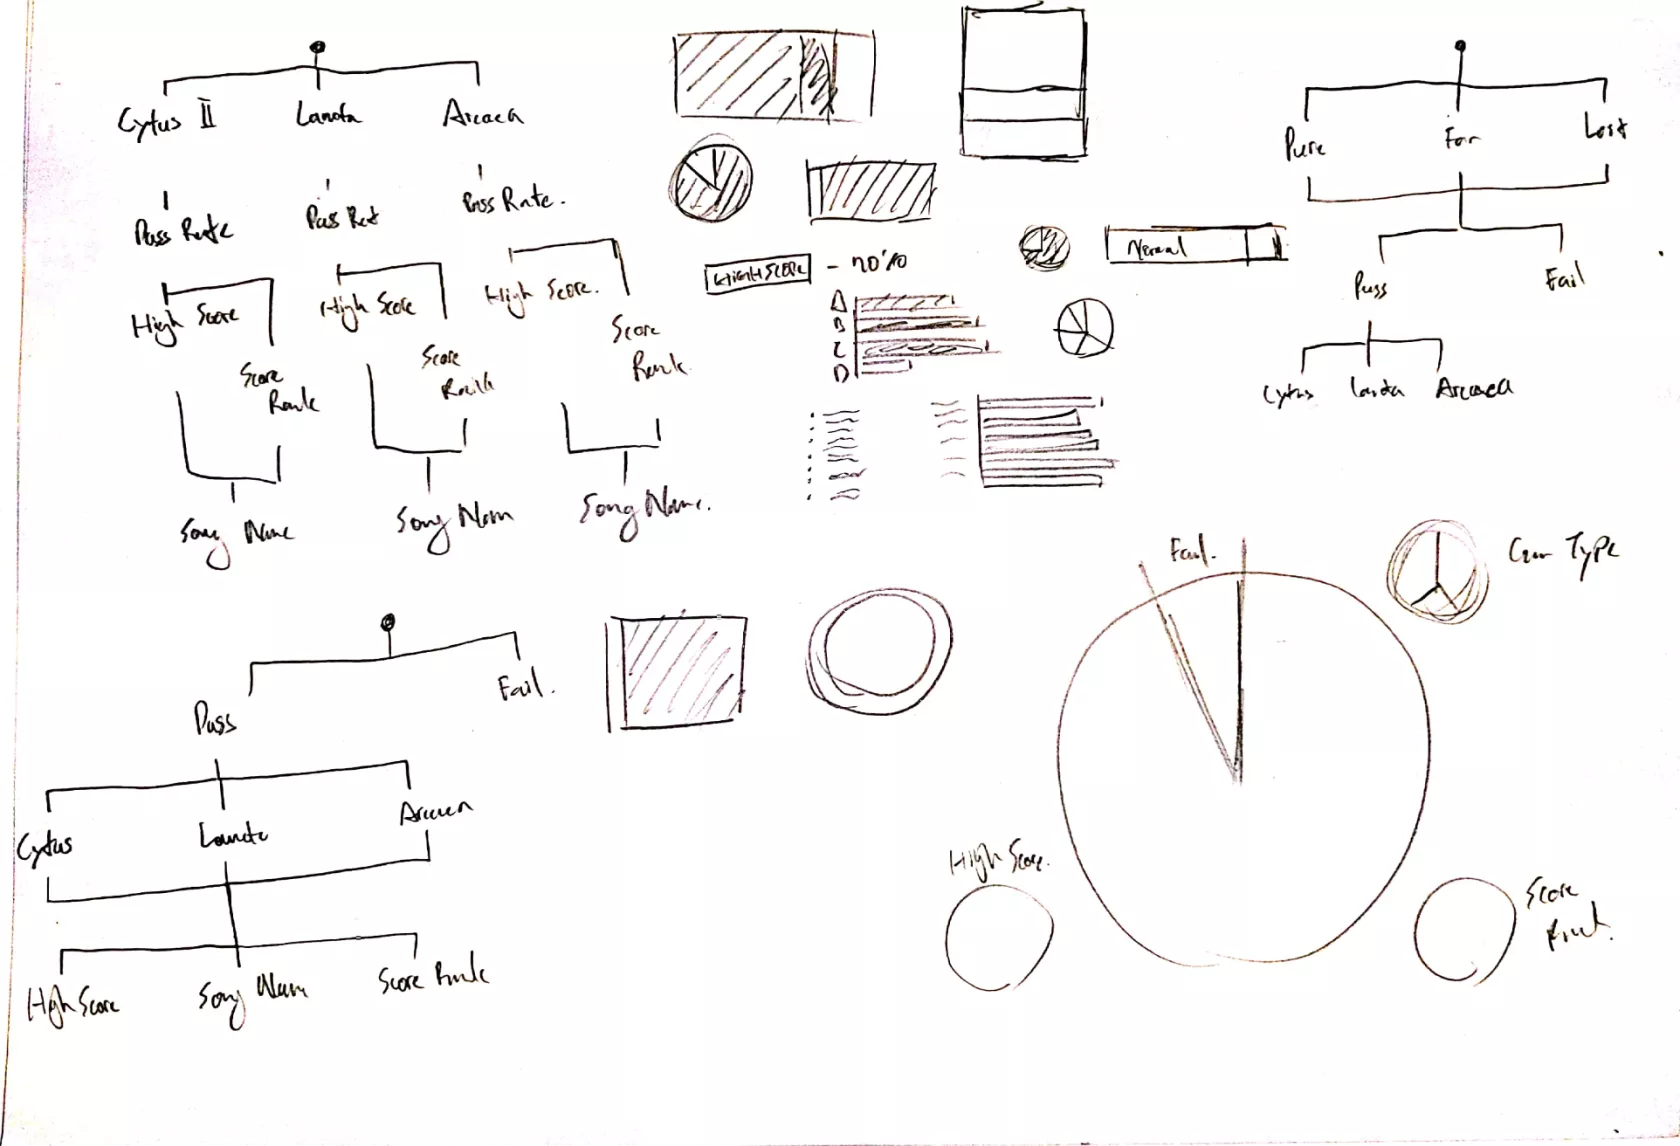 Cytus II
Lanota
Arcaea
Pass Rate
Pass Rat
Pass Rate.
High Score
High Score
High Score.
Score
Rank
Score
Rank
Score
Rank
Song Name
Song Nam
Song Name.
HIGH SCORE
- 70%
A
B
C
D
Normal
Pure
Far
Lost
Pass
Fail
Cytus
Lanota
Arcaea
Pass
Fail.
Cytus
Lanota
Arcaea
High Score
Song Nam
Score Rank
Fail.
Type
High Score.
Score
Rank.